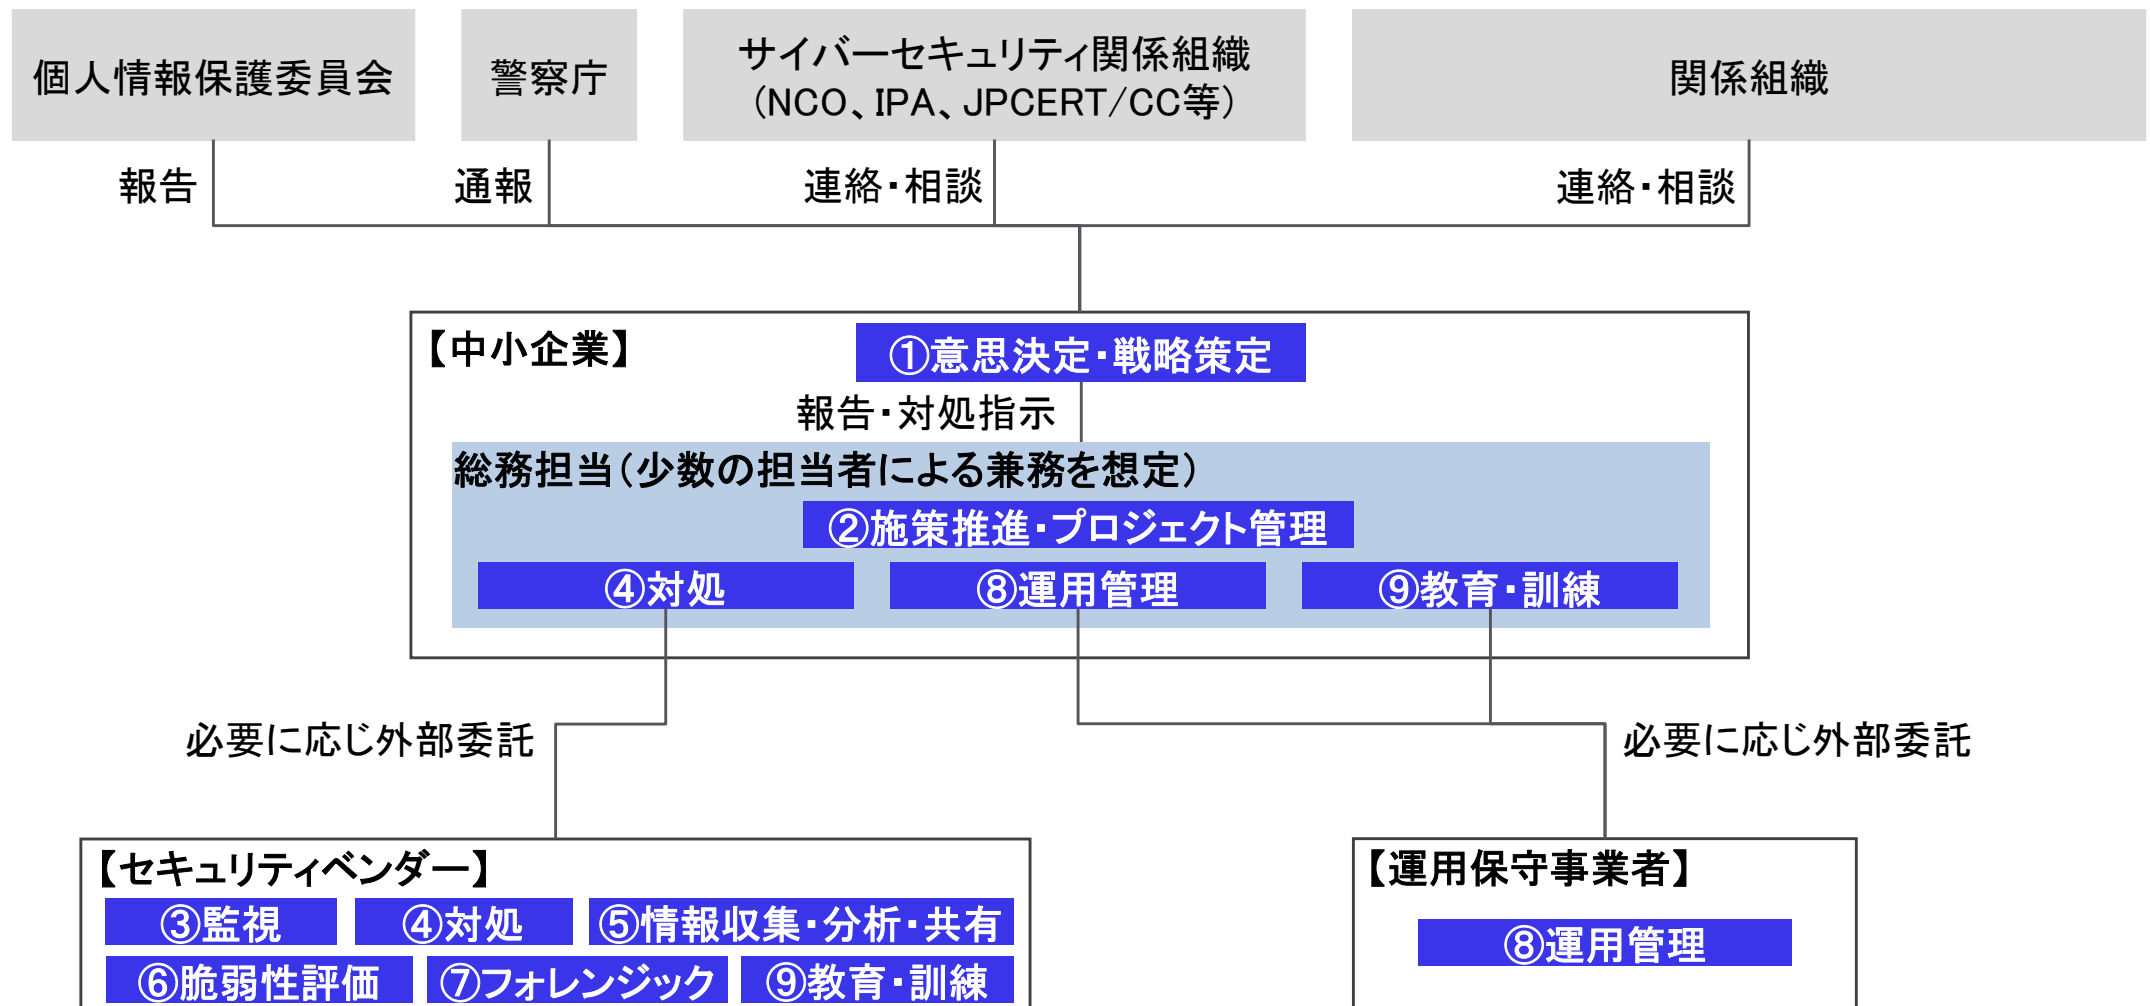 個人情報保護委員会
警察庁
サイバーセキュリティ関係組織
(NCO、IPA、JPCERT/CC等)
関係組織
報告
通報
連絡・相談
連絡・相談
【中小企業】
①意思決定・戦略策定
報告・対処指示
総務担当(少数の担当者による兼務を想定)
②施策推進・プロジェクト管理
④対処
⑧運用管理
⑨教育・訓練
必要に応じ外部委託
必要に応じ外部委託
【セキュリティベンダー】
③監視
④対処
⑤情報収集・分析・共有
⑥脆弱性評価
⑦フォレンジック
⑨教育・訓練
【運用保守事業者】
⑧運用管理